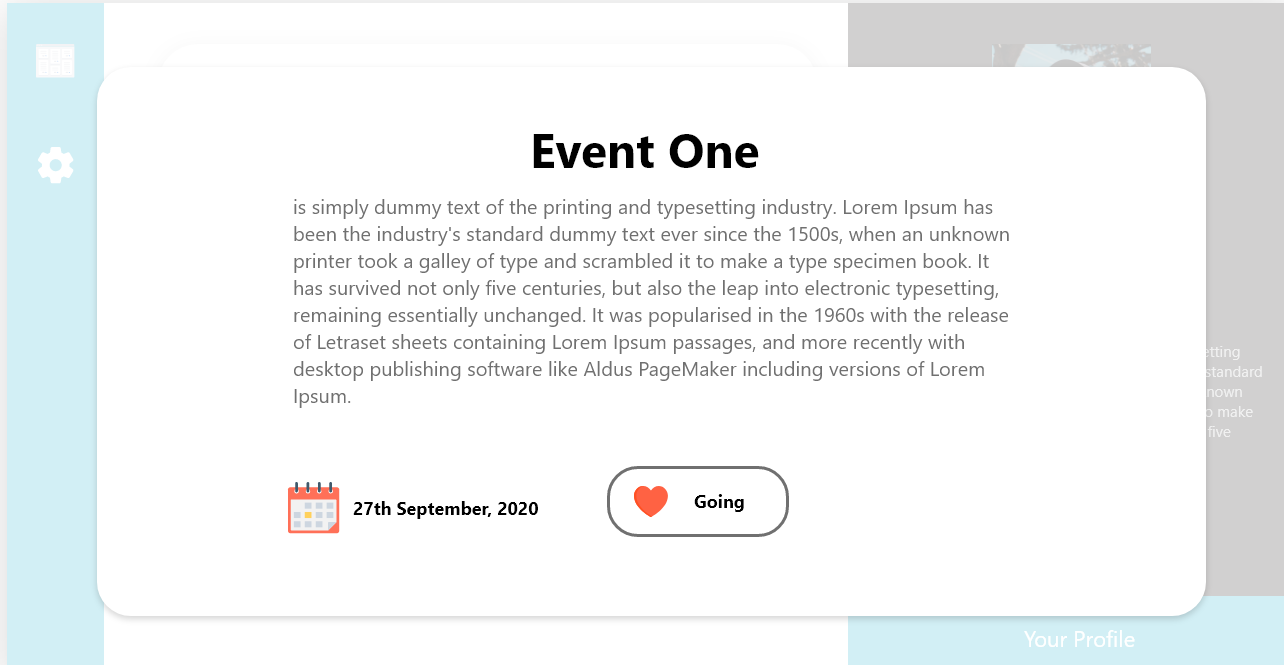 Event One
is simply dummy text of the printing and typesetting industry. Lorem Ipsum has
been the industry's standard dummy text ever since the 1500s, when an unknown
printer took a galley of type and scrambled it to make a type specimen book. It
has survived not only five centuries, but also the leap into electronic typesetting,
remaining essentially unchanged. It was popularised in the 1960s with the release
of Letraset sheets containing Lorem Ipsum passages, and more recently with
desktop publishing software like Aldus PageMaker including versions of Lorem
Ipsum.
27th September, 2020
Going
standard
make
five
Your Profile